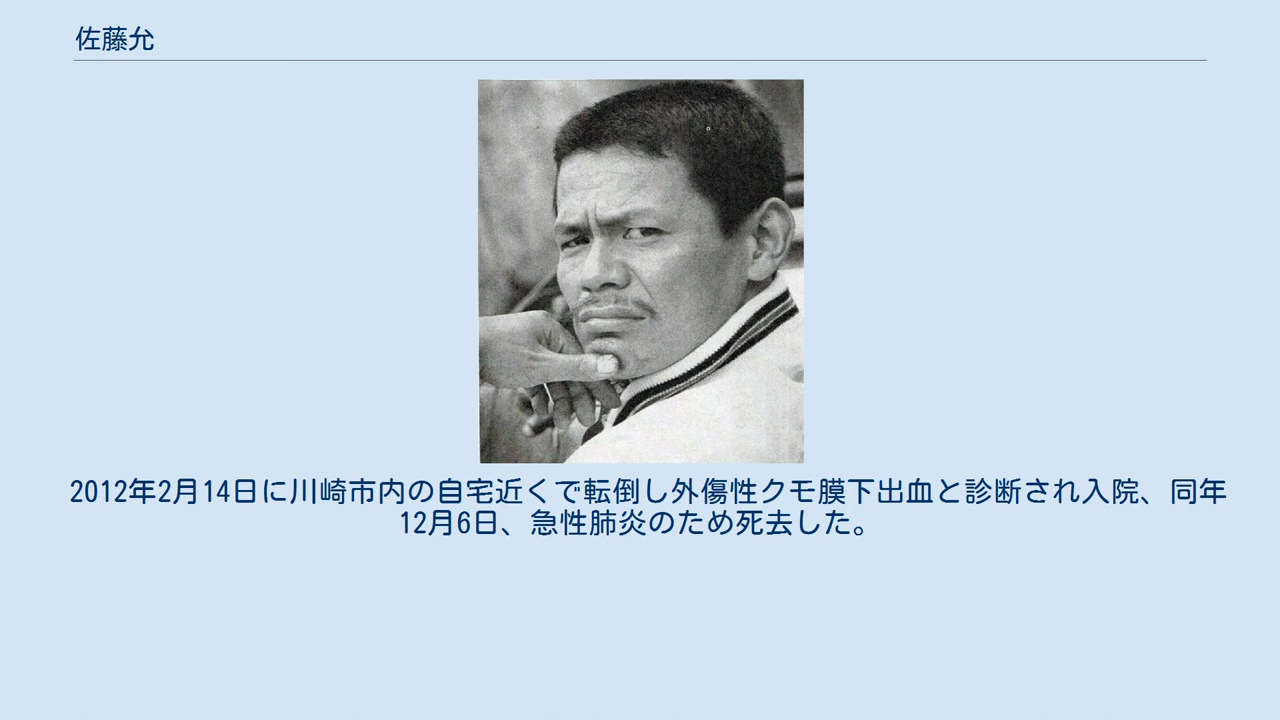 佐藤允
2012年2月14日に川崎市内の自宅近くで転倒し外傷性クモ膜下出血と診断され入院、同年
12月6日、急性肺炎のため死去した。